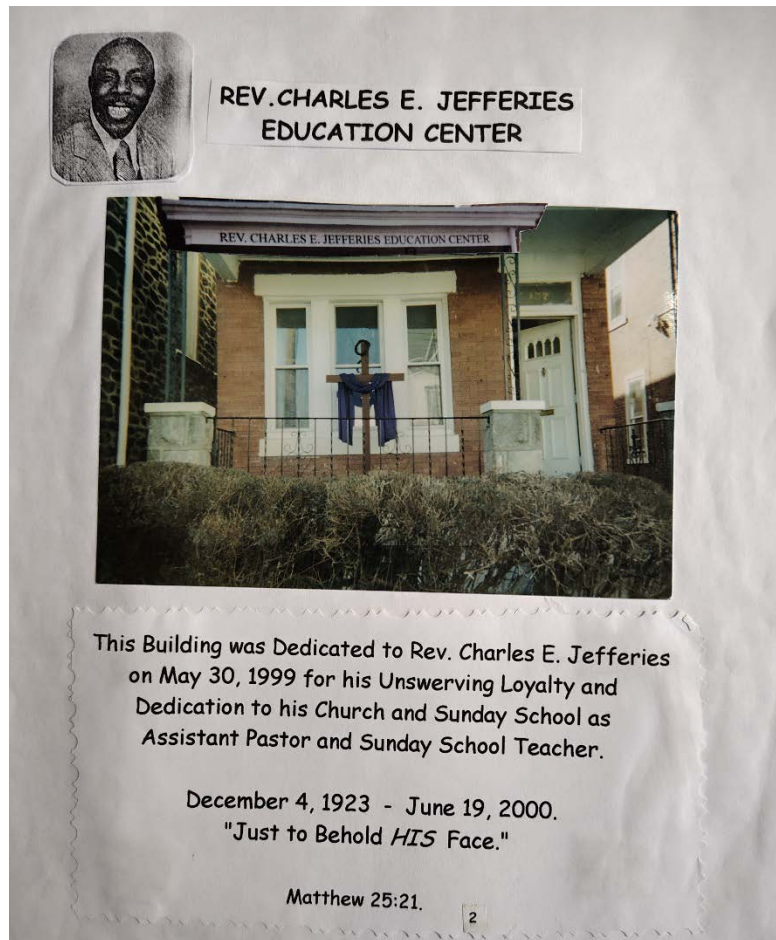 REV.CHARLES E. JEFFERIES
EDUCATION CENTER
REV. CHARLES E. JEFFERIES EDUCATION CENTER
This Building was Dedicated to Rev. Charles E. Jefferies
on May 30, 1999 for his Unswerving Loyalty and
Dedication to his Church and Sunday School as
Assistant Pastor and Sunday School Teacher.
December 4, 1923 - June 19, 2000.
"Just to Behold HIS Face."
Matthew 25:21.
2